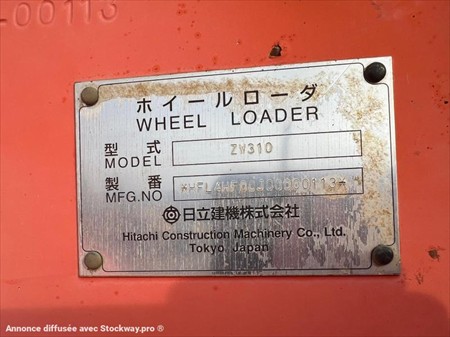 -00113
ホイールローダ
WHEEL LOADER
型式
MODEL ZW310
製番
MFG.NO
日立建機株式会社
Hitachi Construction Machinery Co., Ltd.
Tokyo, Japan
Annonce diffusée avec Stockway.pro ®